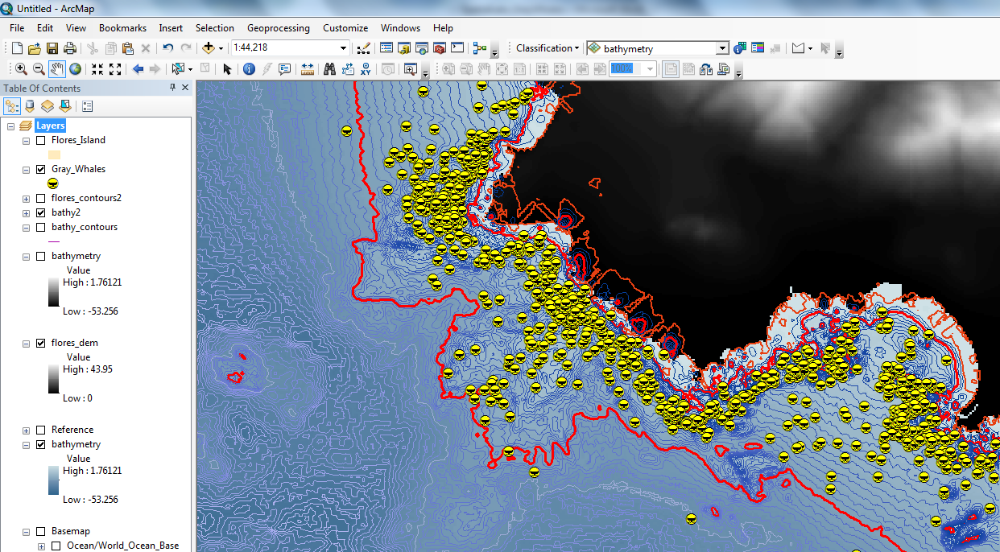 Untitled - ArcMap
File Edit View Bookmarks Insert Selection Geoprocessing Customize Windows Help
1:44,218 Classification bathymetry
XY 100%
Table Of Contents
Layers
Flores_Island
Gray_Whales
flores_contours2
bathy2
bathy_contours
bathymetry
Value
High : 1.76121
Low : -53.256
flores_dem
Value
High : 43.95
Low : 0
Reference
bathymetry
Value
High : 1.76121
Low : -53.256
Basemap
Ocean/World_Ocean_Base